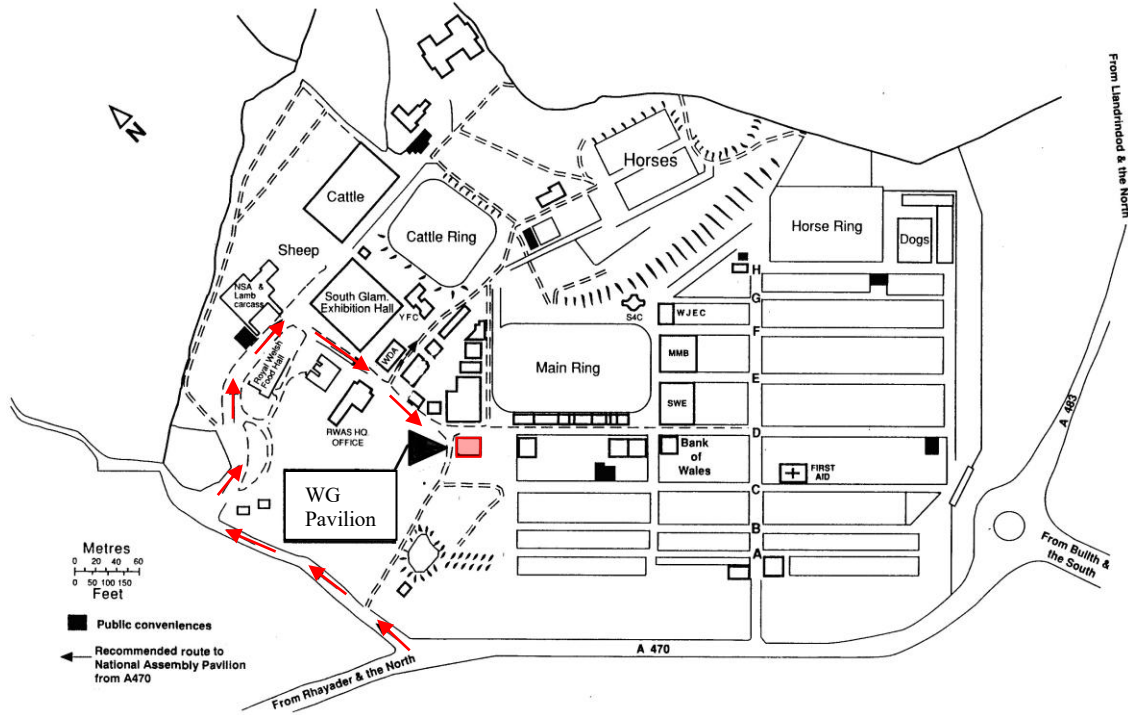 N
Horses
Cattle
Cattle Ring
Sheep
NSA &
Lamb
carcass
South Glam.
Exhibition Hall
YFC
WDA
Royal Welsh
Food Hall
RWAS HQ.
OFFICE
Main Ring
S4C
Horse Ring
Dogs
H
G
WJEC
F
MMB
E
SWE
D
Bank
of
Wales
FIRST
AID
C
B
A
WG
Pavilion
Metres
0 20 40 60
0 50 100 150
Feet
Public conveniences
Recommended route to
National Assembly Pavilion
from A470
From Rhayader & the North
A 470
A 483
From Builth &
the South
From Llandrindod & the North